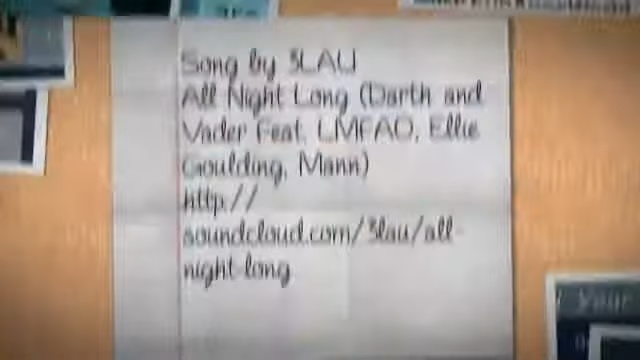 Song by 3LAU
All Night Long (Darth and
Vader Feat. LMFAO, Ellie
Goulding, Mann)
http://
soundcloud.com/3lau/all-
night-long
Your